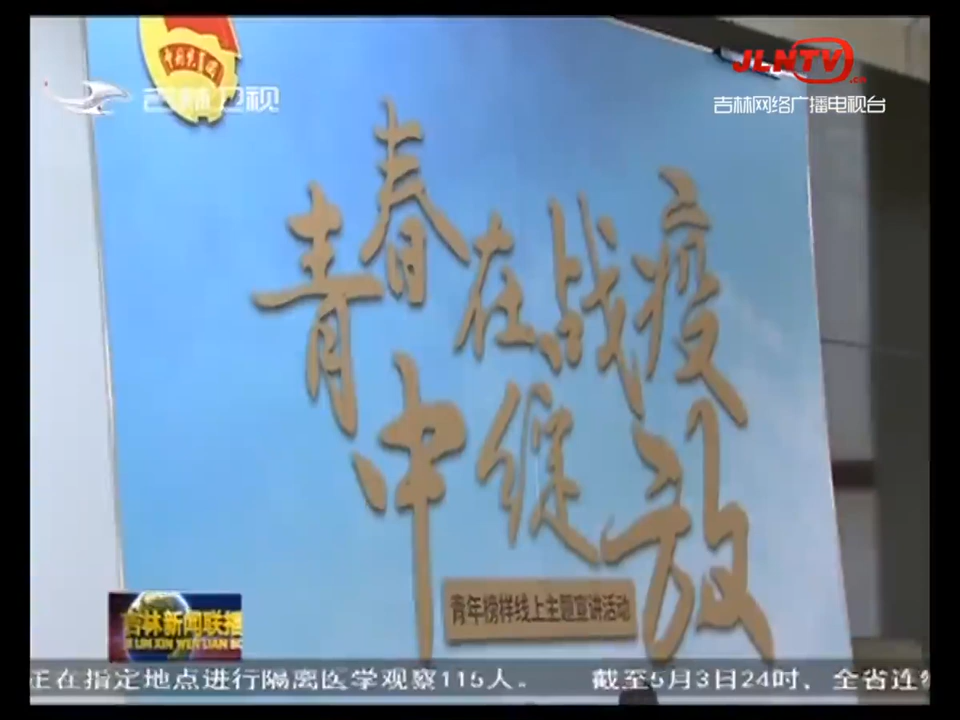 JLNTV.cn
吉林卫视
吉林网络广播电视台
青春在战疫
中绽放
青年榜样线上主题宣讲活动
吉林新闻联播
正在指定地点进行隔离医学观察115人。 截至5月3日24时，全省连